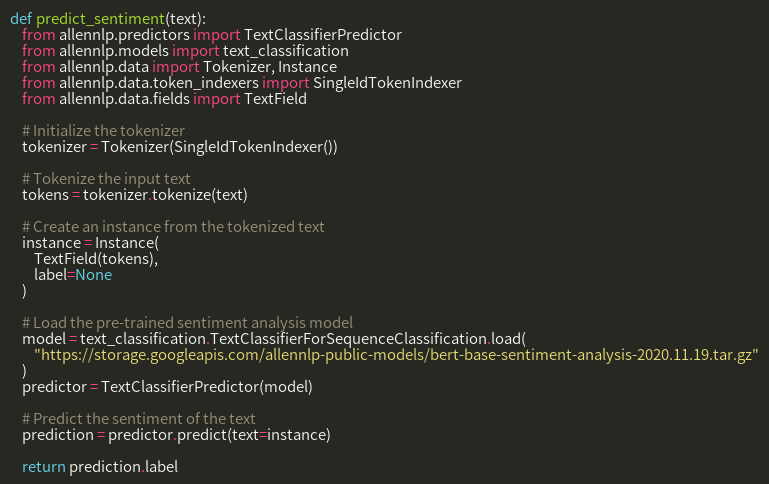 def predict_sentiment(text):
from allennlp.predictors import TextClassifierPredictor
from allennlp.models import text_classification
from allennlp.data import Tokenizer, Instance
from allennlp.data.token_indexers import SingleIdTokenIndexer
from allennlp.data.fields import TextField
# Initialize the tokenizer
tokenizer = Tokenizer(SingleIdTokenIndexer())
# Tokenize the input text
tokens = tokenizer.tokenize(text)
# Create an instance from the tokenized text
instance = Instance(
TextField(tokens),
label=None
)
# Load the pre-trained sentiment analysis model
model = text_classification.TextClassifierForSequenceClassification.load(
"https://storage.googleapis.com/allennlp-public-models/bert-base-sentiment-analysis-2020.11.19.tar.gz"
)
predictor = TextClassifierPredictor(model)
# Predict the sentiment of the text
prediction = predictor.predict(text=instance)
return prediction.label